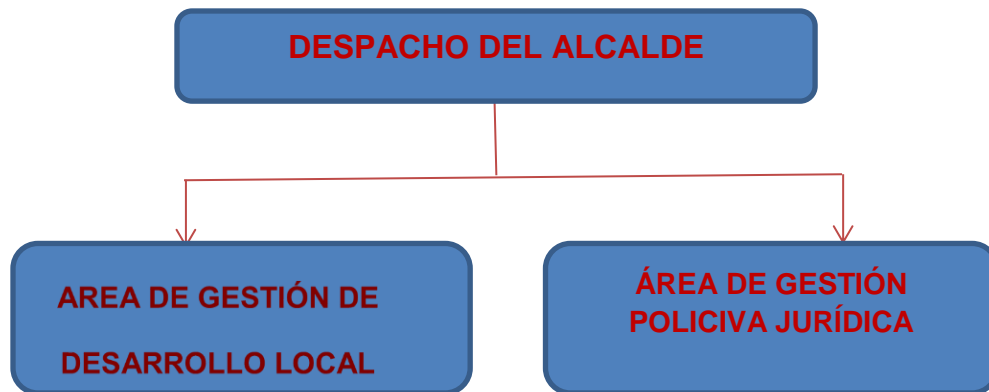 DESPACHO DEL ALCALDE
AREA DE GESTIÓN DE
DESARROLLO LOCAL
ÁREA DE GESTIÓN
POLICIVA JURÍDICA